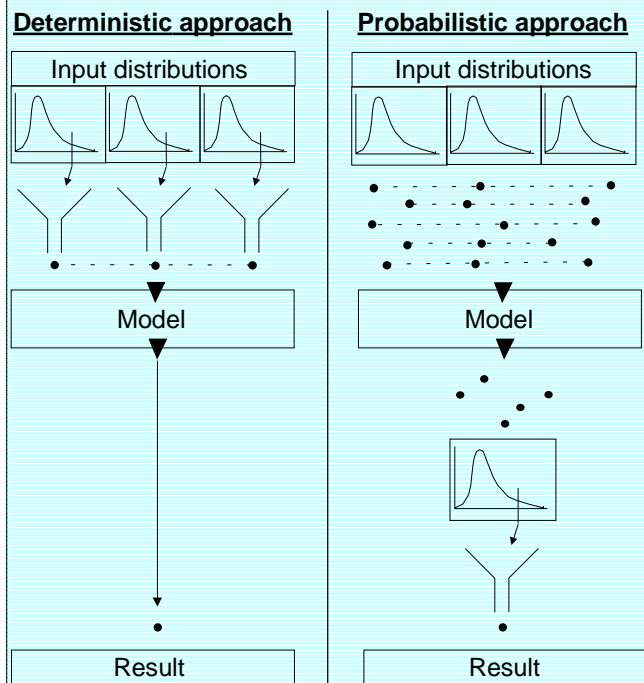 Deterministic approach
Input distributions
Model
Result
Probabilistic approach
Input distributions
Model
Result